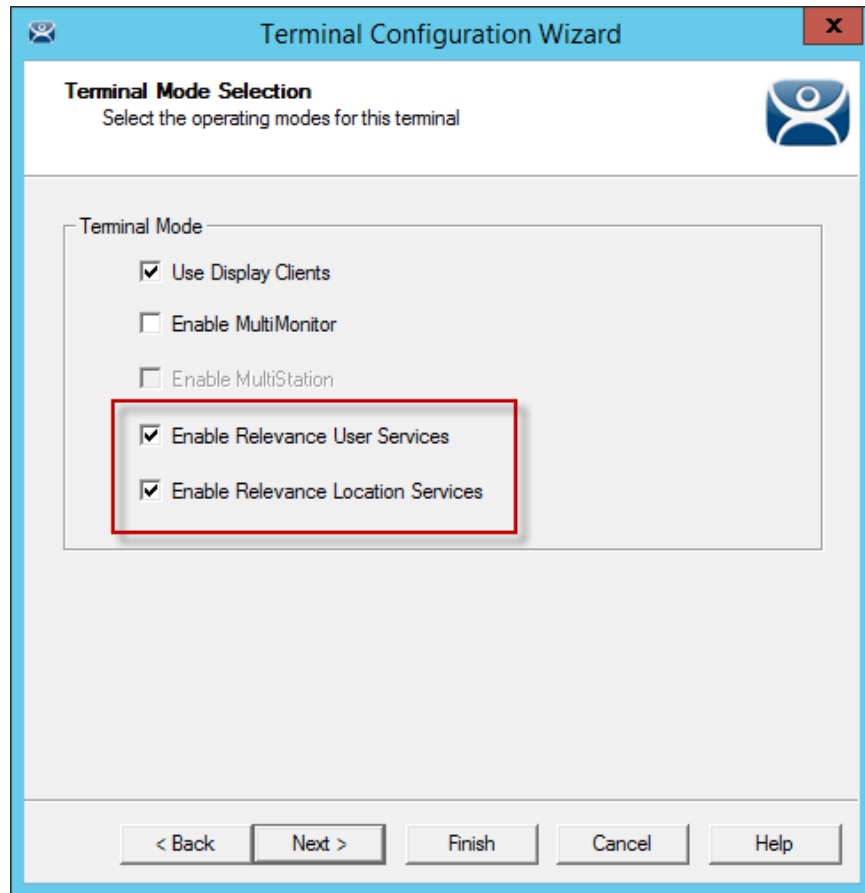 Terminal Configuration Wizard
x
Terminal Mode Selection
Select the operating modes for this terminal
Terminal Mode
Use Display Clients
Enable MultiMonitor
Enable MultiStation
Enable Relevance User Services
Enable Relevance Location Services
< Back Next > Finish Cancel Help